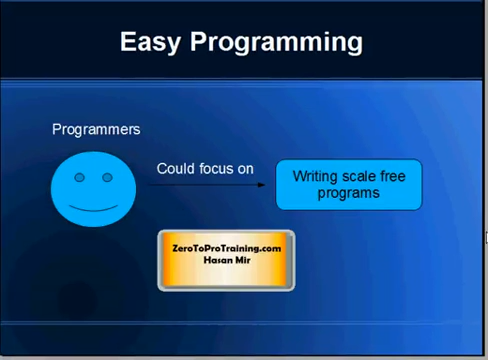 Easy Programming
Programmers
Could focus on
Writing scale free
programs
ZeroToProTraining.com
Hasan Mir